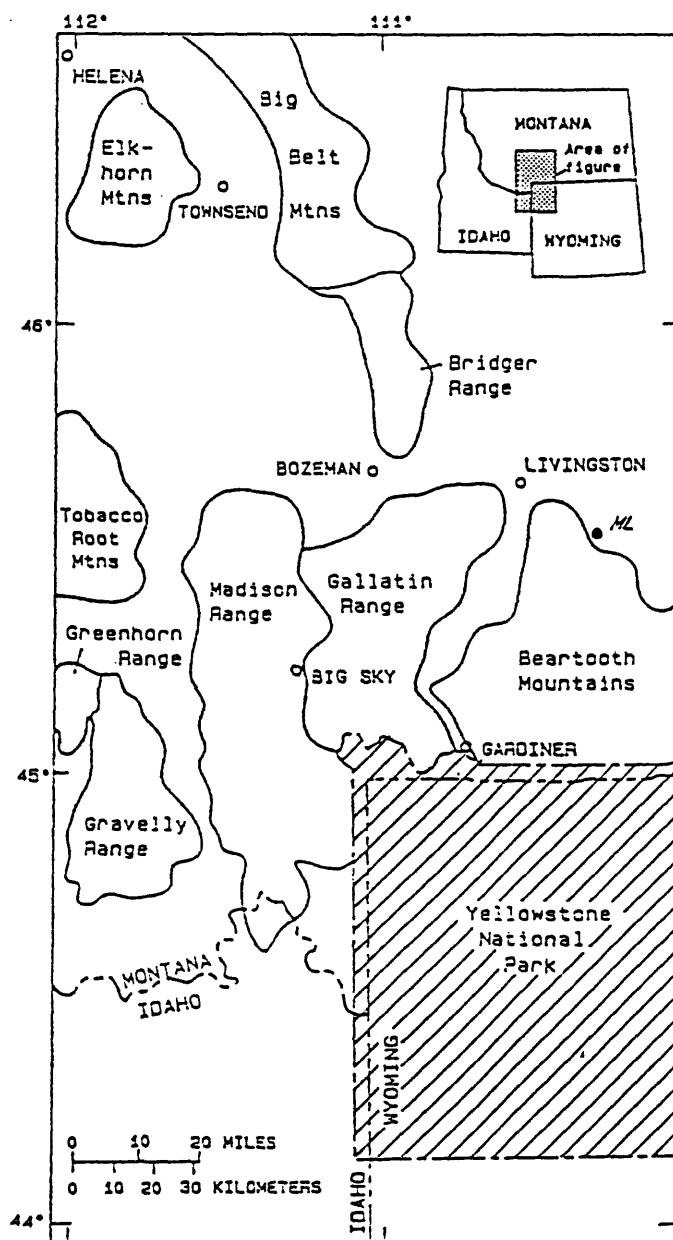 112°
111°
HELENA
Elk-
horn
Mtns
TOWNSEND
Big
Belt
Mtns
MONTANA
Area of
figure
IDAHO
WYOMING
46°
Bridger
Range
BOZEMAN
LIVINGSTON
ML
Tobacco
Root
Mtns
Madison
Range
Gallatin
Range
Greenhorn
Range
BIG SKY
Beartooth
Mountains
GARDINER
45°
Gravelly
Range
Yellowstone
National
Park
MONTANA
IDAHO
WYOMING
0 10 20 MILES
0 10 20 30 KILOMETERS
IDAHO
44°